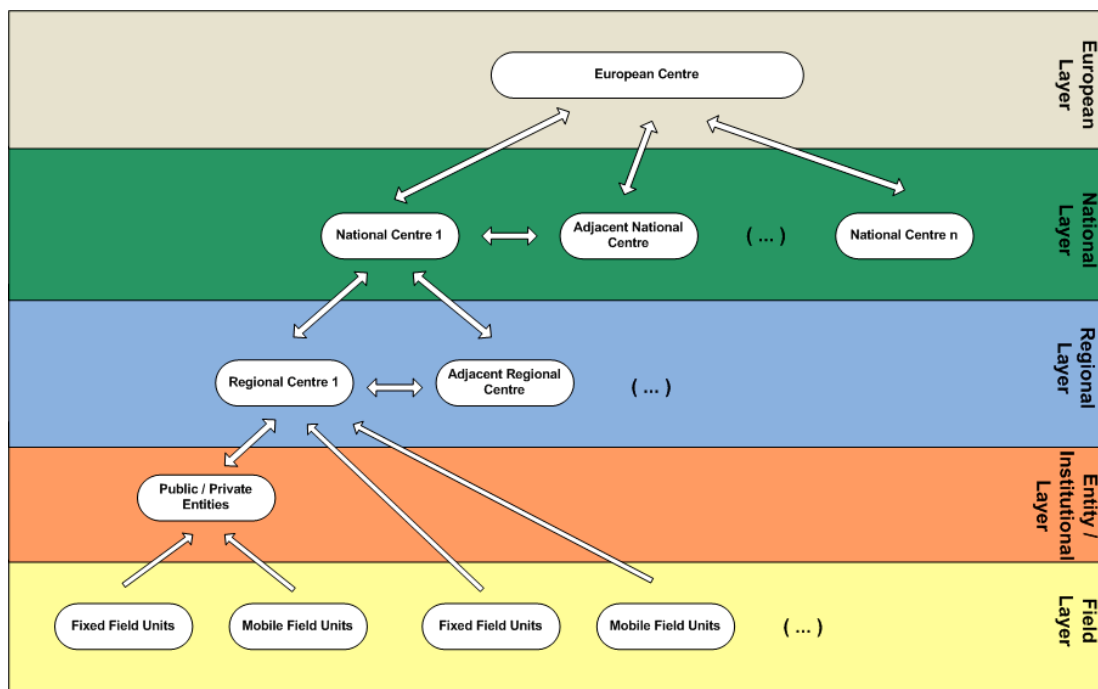 European Centre
European
Layer
National Centre 1
Adjacent National
Centre
( ... )
National Centre n
National
Layer
Regional Centre 1
Adjacent Regional
Centre
( ... )
Regional
Layer
Public / Private
Entities
Entity /
Institutional
Layer
Fixed Field Units
Mobile Field Units
Fixed Field Units
Mobile Field Units
( ... )
Field
Layer